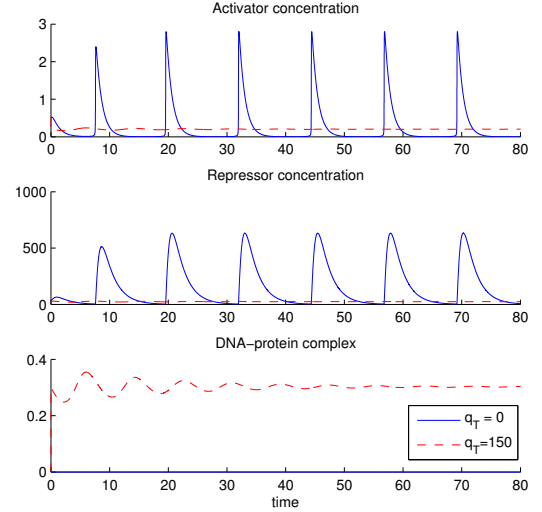 Activator concentration
3
2
1
0
0 10 20 30 40 50 60 70 80
Repressor concentration
1000
500
0
0 10 20 30 40 50 60 70 80
DNA−protein complex
0.4
0.2
0
q_T = 0
q_T=150
0 10 20 30 40 50 60 70 80
time